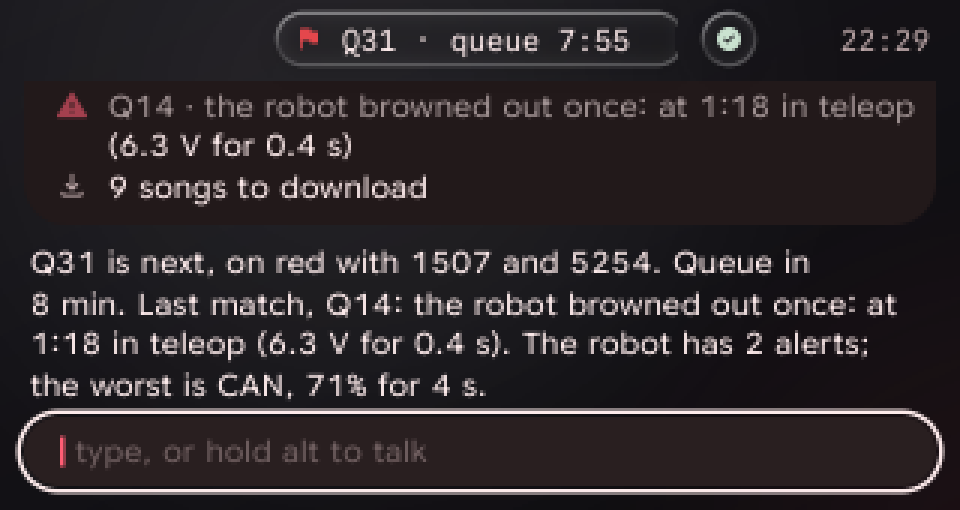 Q31 · queue 7:55
22:29
Q14 · the robot browned out once: at 1:18 in teleop
(6.3 V for 0.4 s)
9 songs to download
Q31 is next, on red with 1507 and 5254. Queue in
8 min. Last match, Q14: the robot browned out once: at
1:18 in teleop (6.3 V for 0.4 s). The robot has 2 alerts;
the worst is CAN, 71% for 4 s.
type, or hold alt to talk